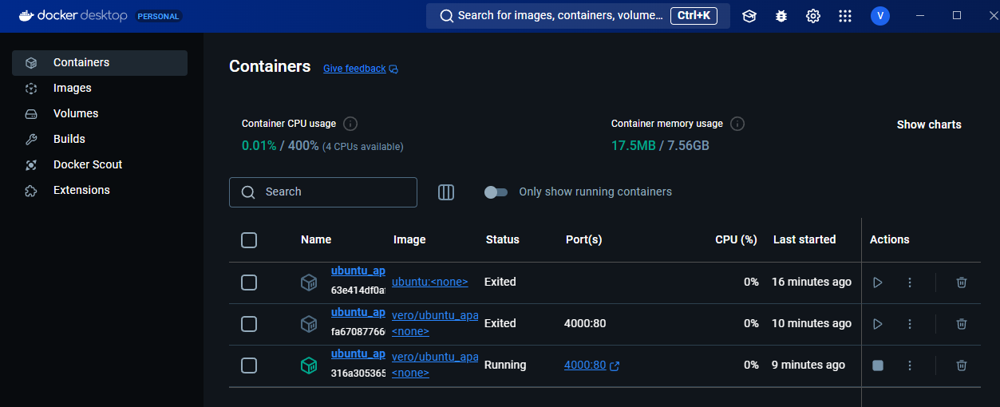 docker desktop PERSONAL
Search for images, containers, volume... Ctrl+K
V
Containers
Images
Volumes
Builds
Docker Scout
Extensions
Containers Give feedback
Container CPU usage
0.01% / 400% (4 CPUs available)
Container memory usage
17.5MB / 7.56GB
Show charts
Search
Only show running containers
Name Image Status Port(s) CPU (%) Last started Actions
ubuntu_ap
63e414df0a
ubuntu:<none> Exited 0% 16 minutes ago
ubuntu_ap
fa67087766
vero/ubuntu_apa
<none>
Exited 4000:80 0% 10 minutes ago
ubuntu_ap
316a305365
vero/ubuntu_apa
<none>
Running 4000:80 0% 9 minutes ago